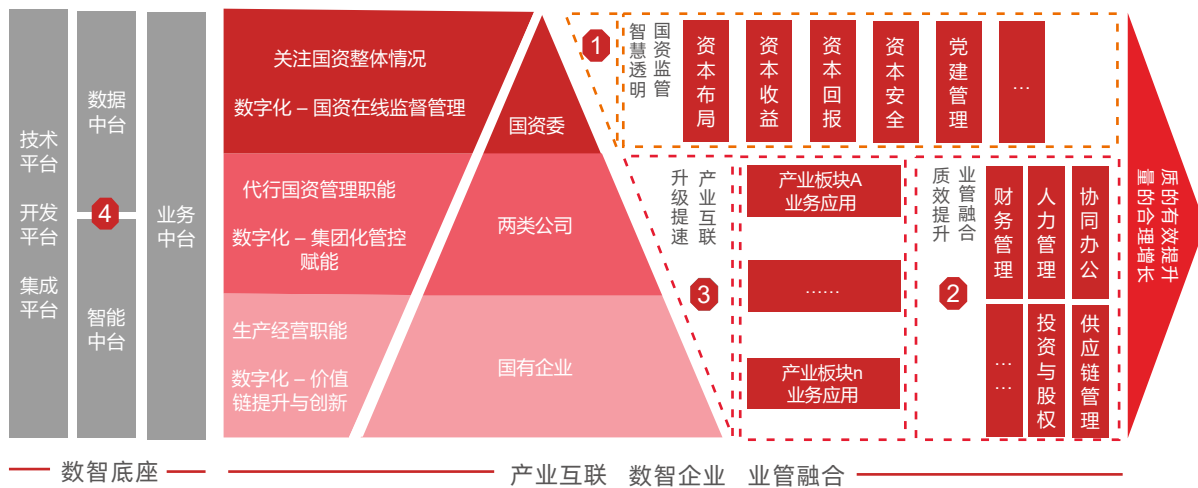 技术
平台
开发
平台
集成
平台
数据
中台
4
智能
中台
业务
中台
关注国资整体情况
数字化 – 国资在线监督管理
国资委
代行国资管理职能
数字化 – 集团化管控
赋能
两类公司
生产经营职能
数字化 – 价值
链提升与创新
国有企业
1
国资监管
智慧透明
资本布局
资本收益
资本回报
资本安全
党建管理
...
产业互联
升级提速
3
产业板块A
业务应用
......
产业板块n
业务应用
业管融合
质效提升
2
财务管理
人力管理
协同办公
...
...
投资与股权
供应链管理
质的有效提升
量的合理增长
数智底座
产业互联 数智企业 业管融合